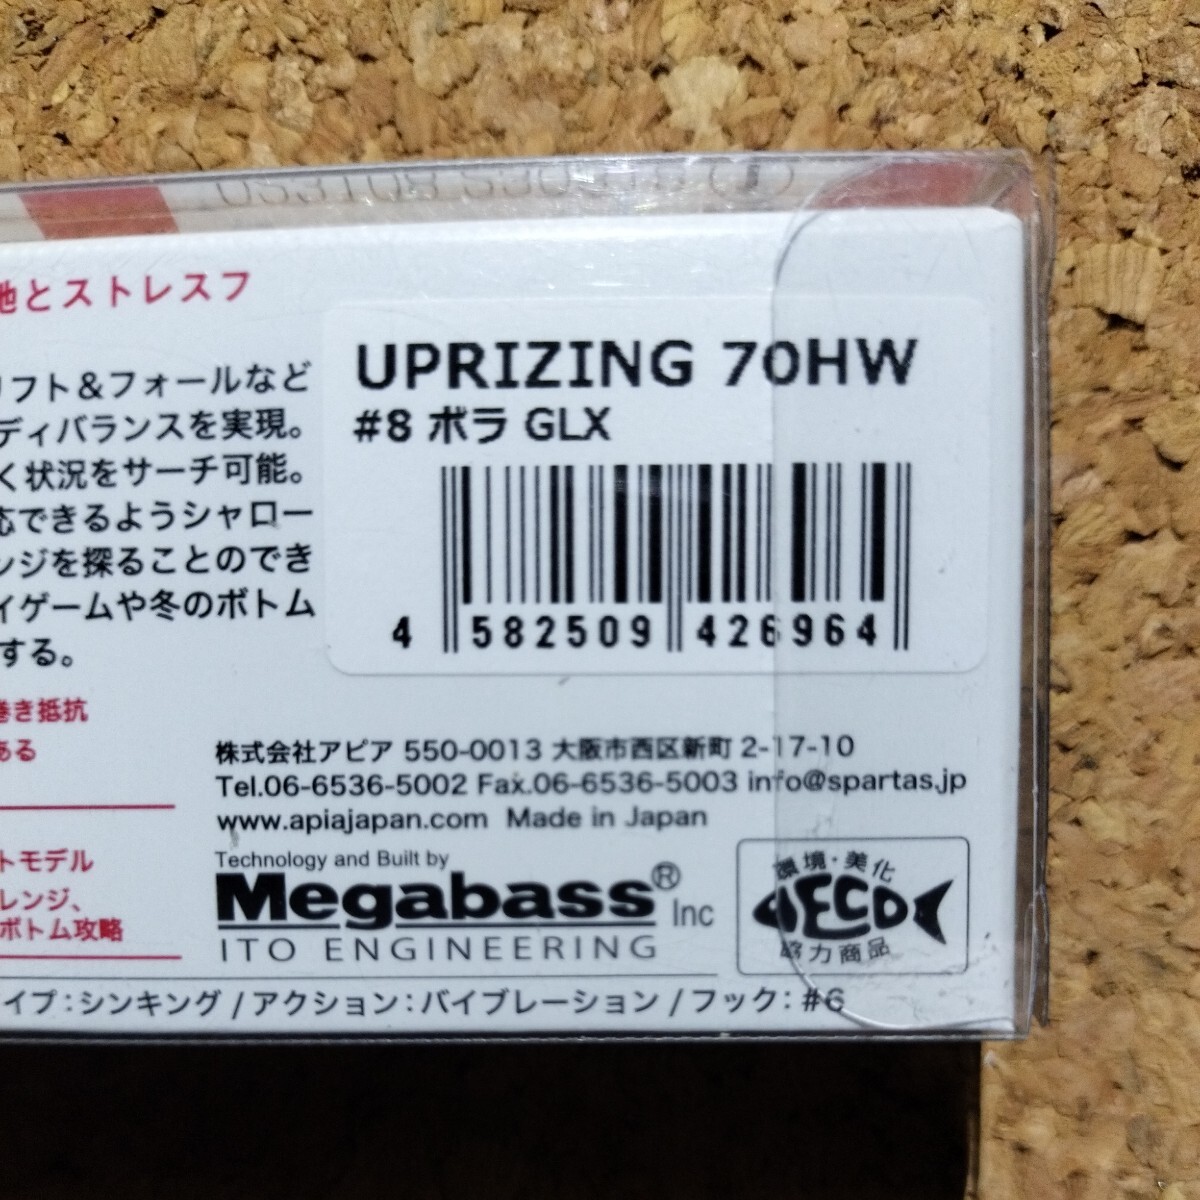 地とストレスフ
リフト＆フォールなど
ディバランスを実現。
く状況をサーチ可能。
応できるようシャロー
ンジを探ることのでき
イゲームや冬のボトム
する。
巻き抵抗
ある
トモデル
レンジ、
ボトム攻略
UPRIZING 70HW
#8 ボラ GLX
4 582509 426964
株式会社アピア 550-0013 大阪市西区新町 2-17-10
Tel.06-6536-5002 Fax.06-6536-5003 info@spartas.jp
www.apiajapan.com Made in Japan
Technology and Built by
Megabass® Inc
ITO ENGINEERING
環境・美化
ECO
協力商品
イプ：シンキング / アクション：バイブレーション / フック：#6